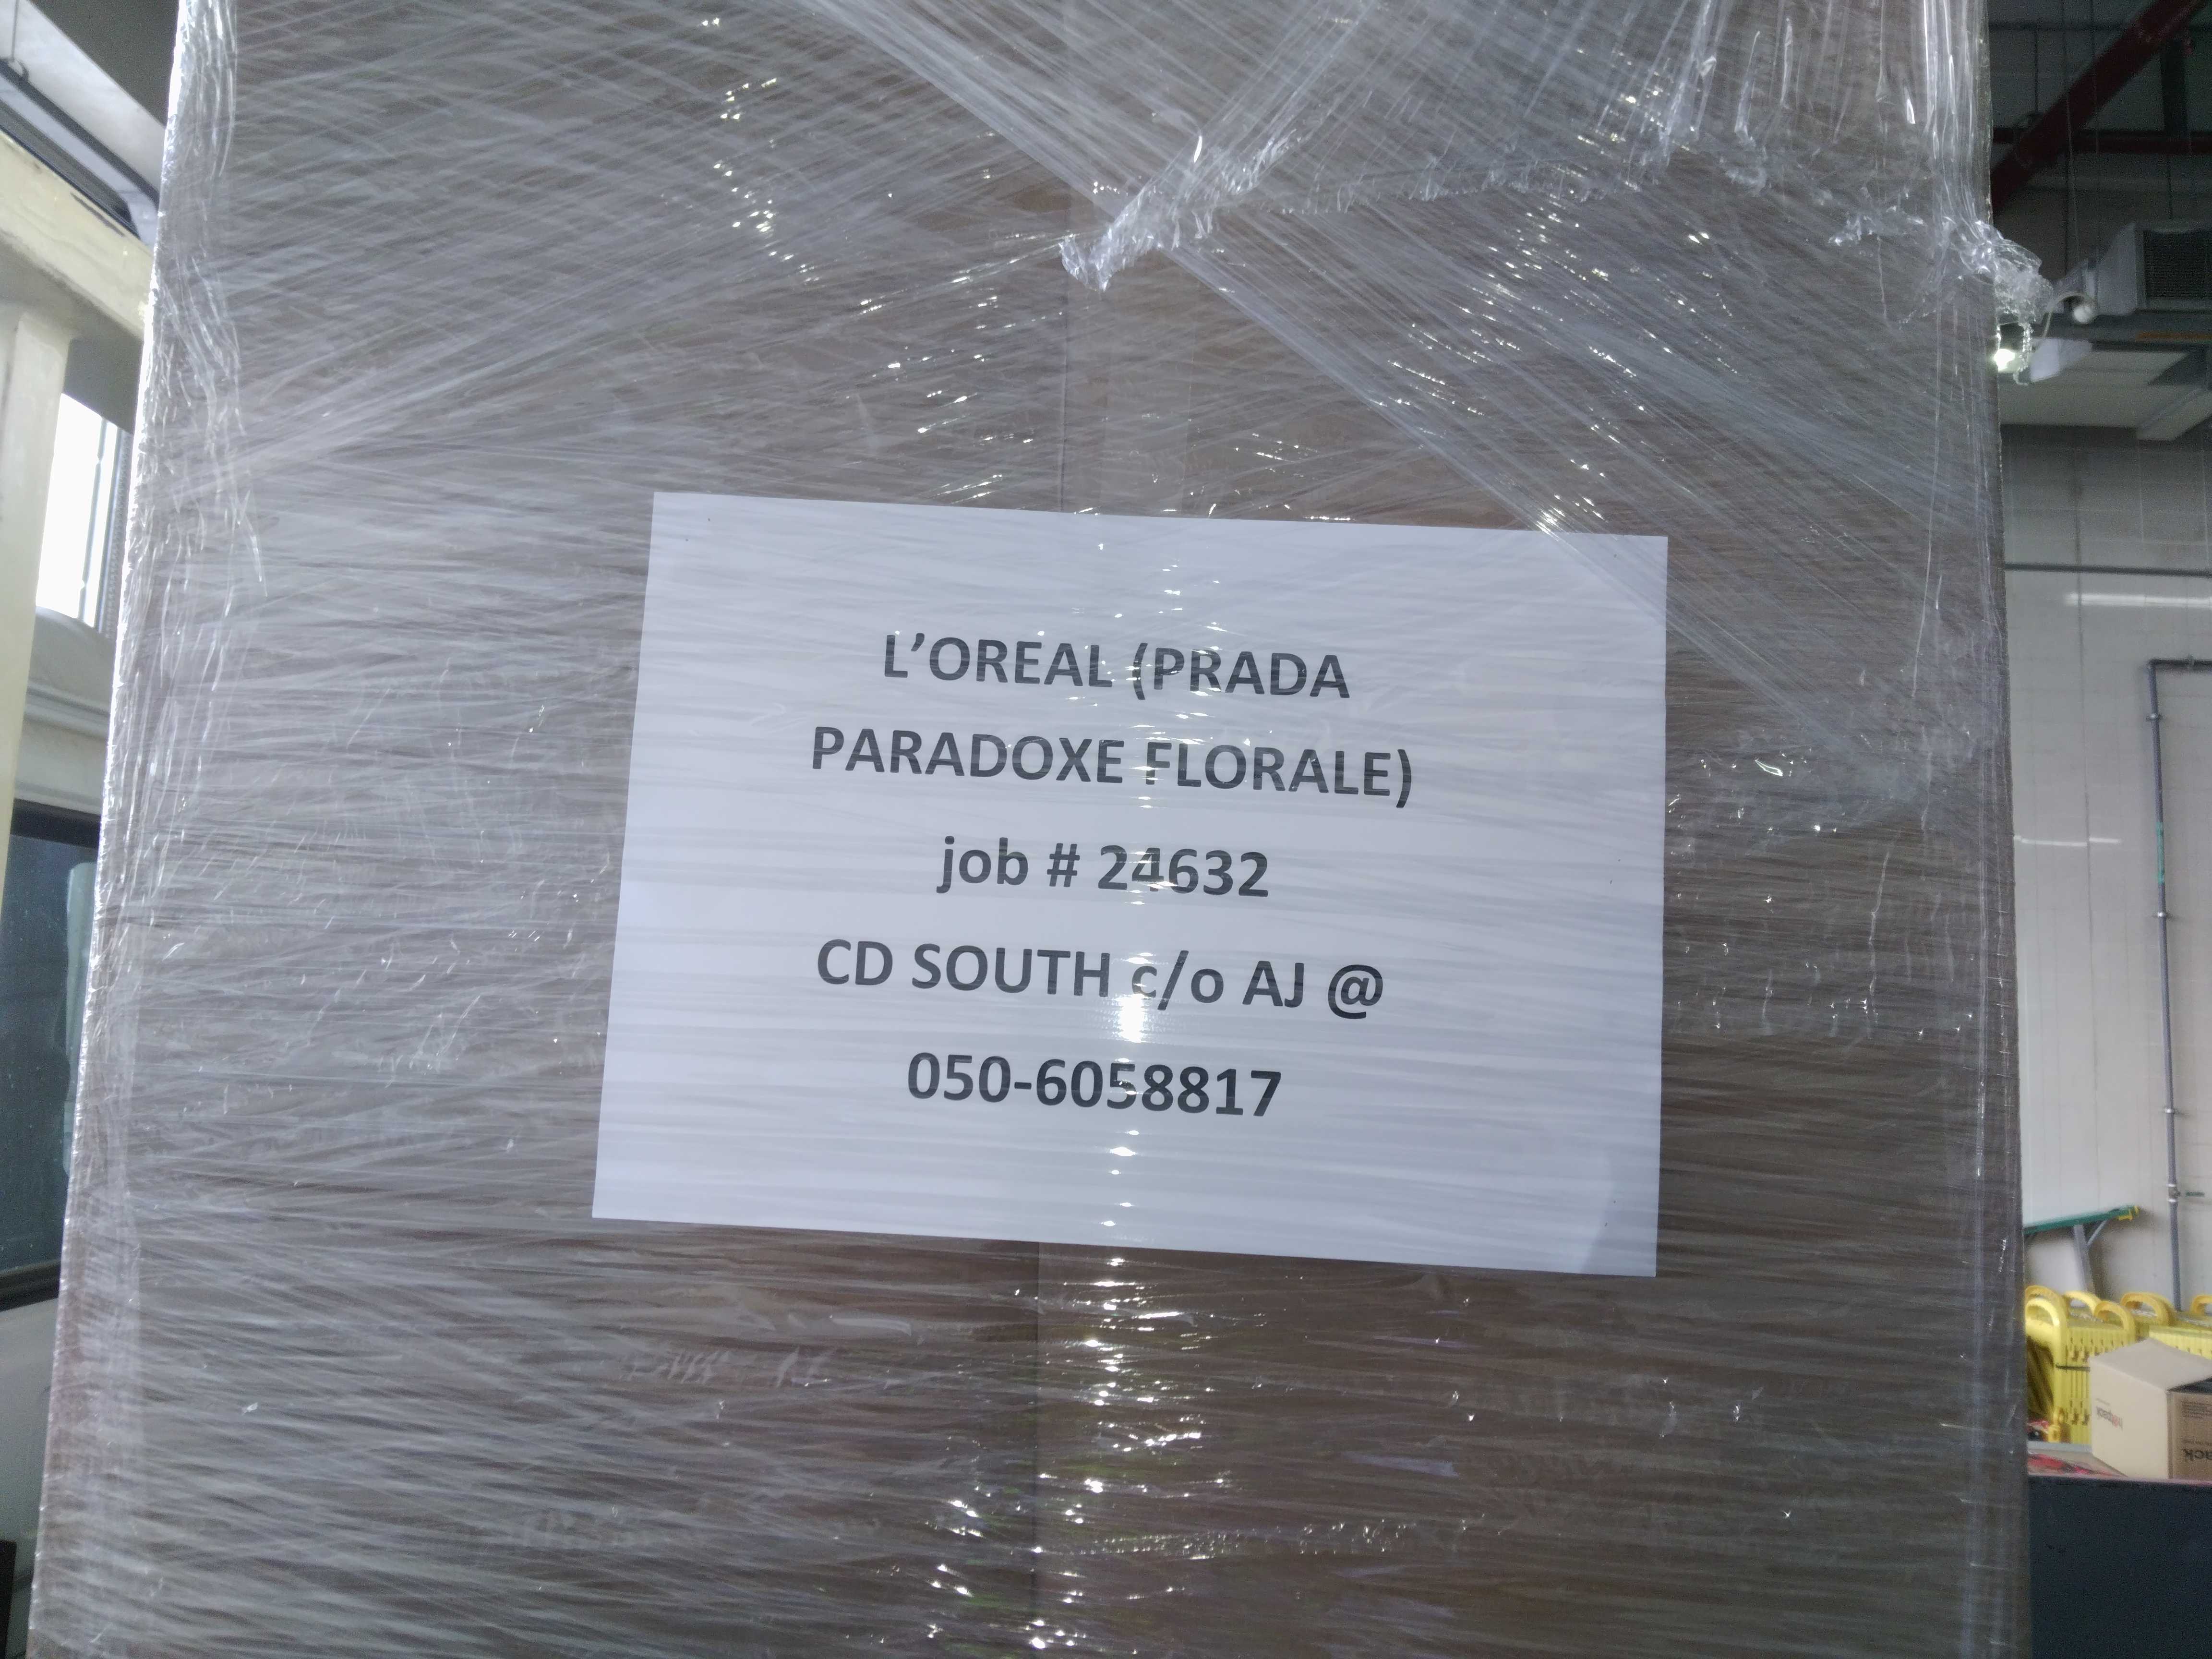 L'OREAL (PRADA
PARADOXE FLORALE)
job # 24632
CD SOUTH c/o AJ @
050-6058817